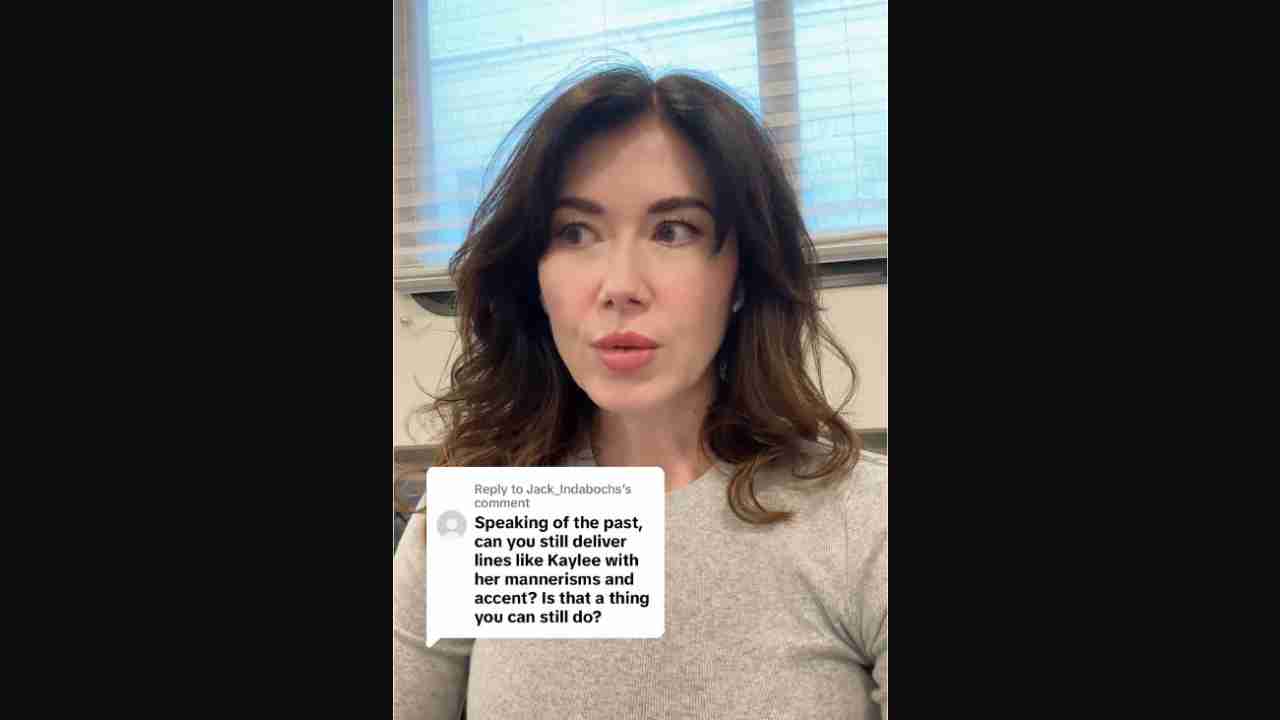 Reply to Jack_Indabochs's
comment
Speaking of the past,
can you still deliver
lines like Kaylee with
her mannerisms and
accent? Is that a thing
you can still do?